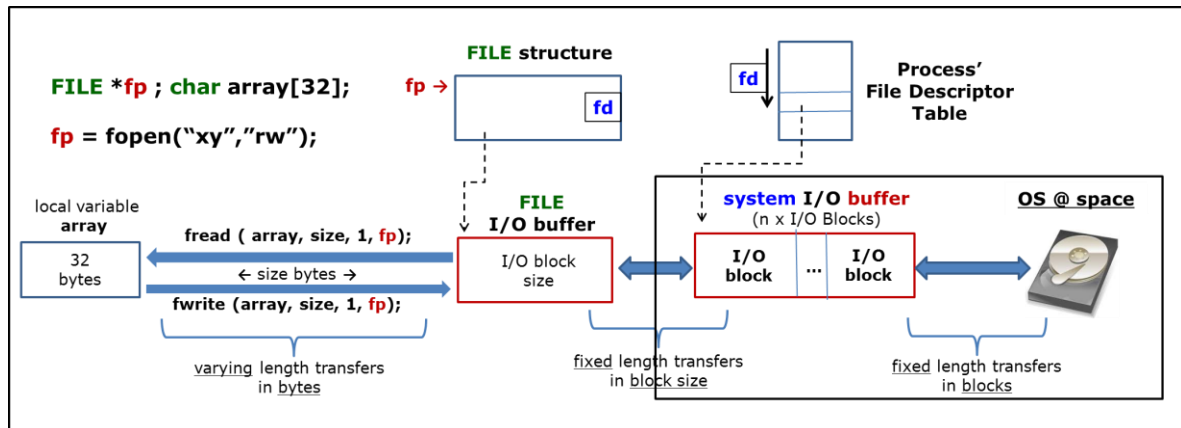 FILE *fp ; char array[32];
fp = fopen(“xy”,”rw”);
FILE structure
fp →
fd
fd
Process’
File Descriptor
Table
local variable
array
32
bytes
fread ( array, size, 1, fp);
← size bytes →
fwrite (array, size, 1, fp);
FILE
I/O buffer
I/O block
size
system I/O buffer
(n x I/O Blocks)
I/O
block
...
I/O
block
OS @ space
varying length transfers
in bytes
fixed length transfers
in block size
fixed length transfers
in blocks